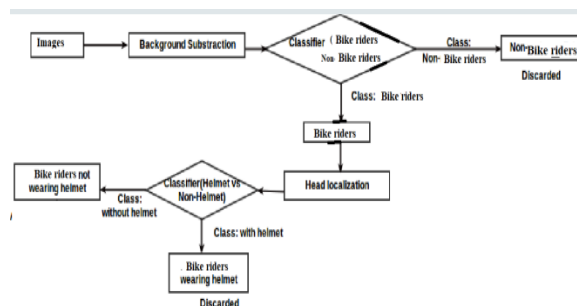 Images
Background Substraction
Classifier ( Bike riders
Non- Bike riders
Class:
Non- Bike riders
Non-Bike riders
Discarded
Class: Bike riders
Bike riders
Head localization
Classifier(Helmet vs
Non-Helmet)
Class:
without helmet
Bike riders not
wearing helmet
Class: with helmet
Bike riders
wearing helmet
Discarded